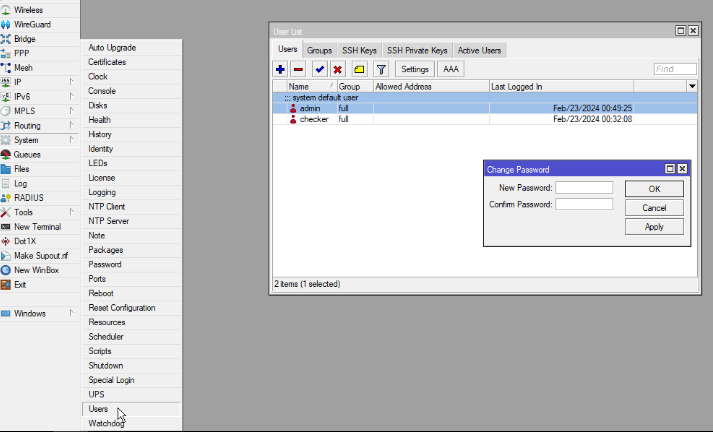 Wireless
WireGuard
Bridge
PPP
Mesh
IP
IPv6
MPLS
Routing
System
Queues
Files
Log
RADIUS
Tools
New Terminal
Dot1X
Make Supout.rif
New WinBox
Exit
Windows
Auto Upgrade
Certificates
Clock
Console
Disks
Health
History
Identity
LEDs
License
Logging
NTP Client
NTP Server
Note
Packages
Password
Ports
Reboot
Reset Configuration
Resources
Scheduler
Scripts
Shutdown
Special Login
UPS
Users
Watchdog
User List
Users Groups SSH Keys SSH Private Keys Active Users
Settings AAA Find
Name / Group Allowed Address Last Logged In
::: system default user
admin full Feb/23/2024 00:49:25
checker full Feb/23/2024 00:32:08
Change Password
New Password: OK
Confirm Password: Cancel
Apply
2 items (1 selected)